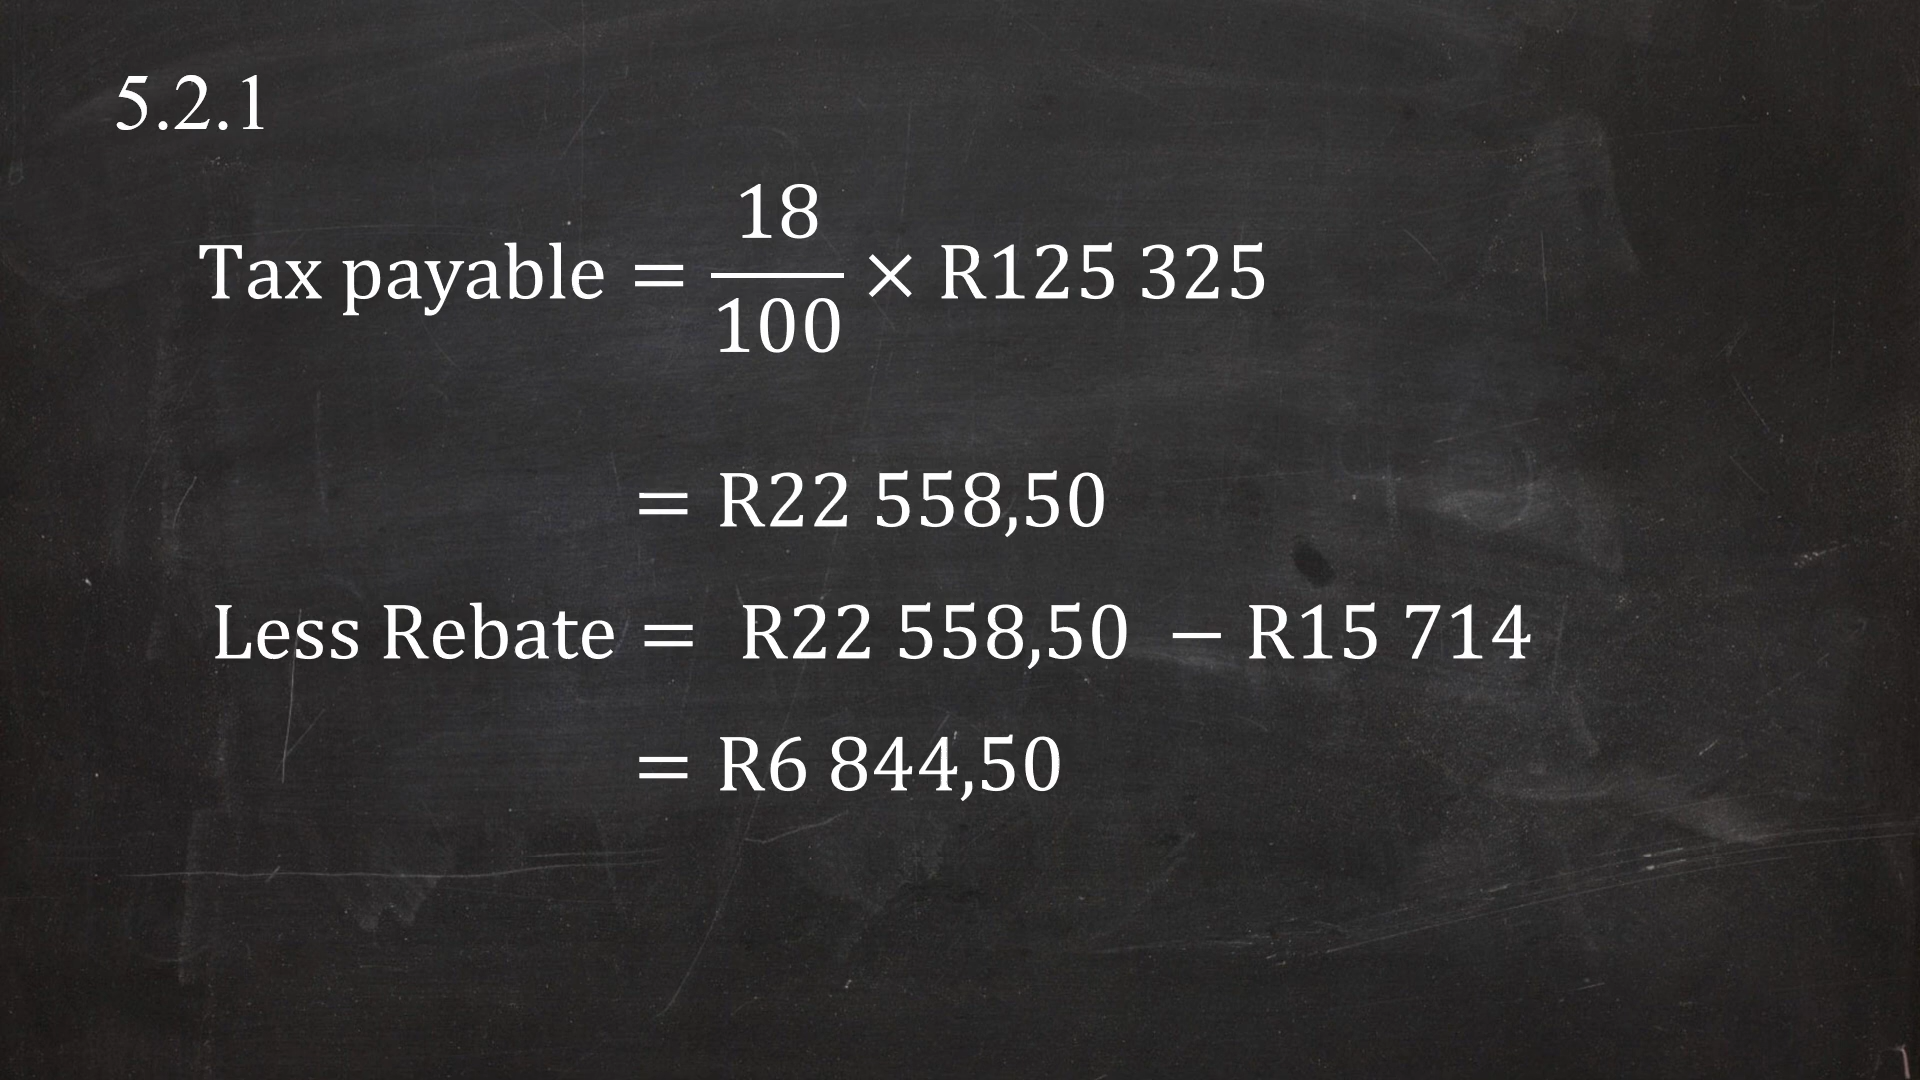 5.2.1
Tax payable = 18/100 × R125 325
= R22 558,50
Less Rebate = R22 558,50 − R15 714
= R6 844,50